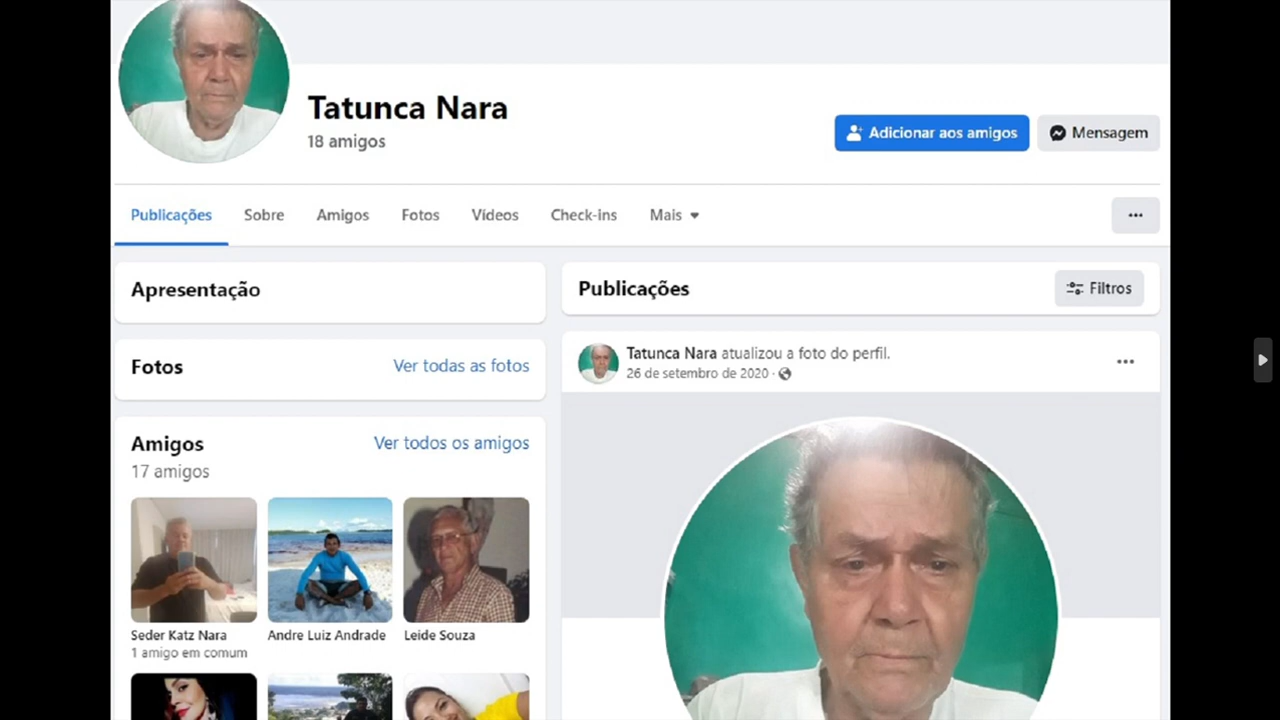 Tatunca Nara
18 amigos
Adicionar aos amigos
Mensagem
Publicações Sobre Amigos Fotos Vídeos Check-ins Mais
Apresentação
Fotos
Ver todas as fotos
Amigos
Ver todos os amigos
17 amigos
Seder Katz Nara
1 amigo em comum
Andre Luiz Andrade
Leide Souza
Publicações
Filtros
Tatunca Nara atualizou a foto do perfil.
26 de setembro de 2020 ·